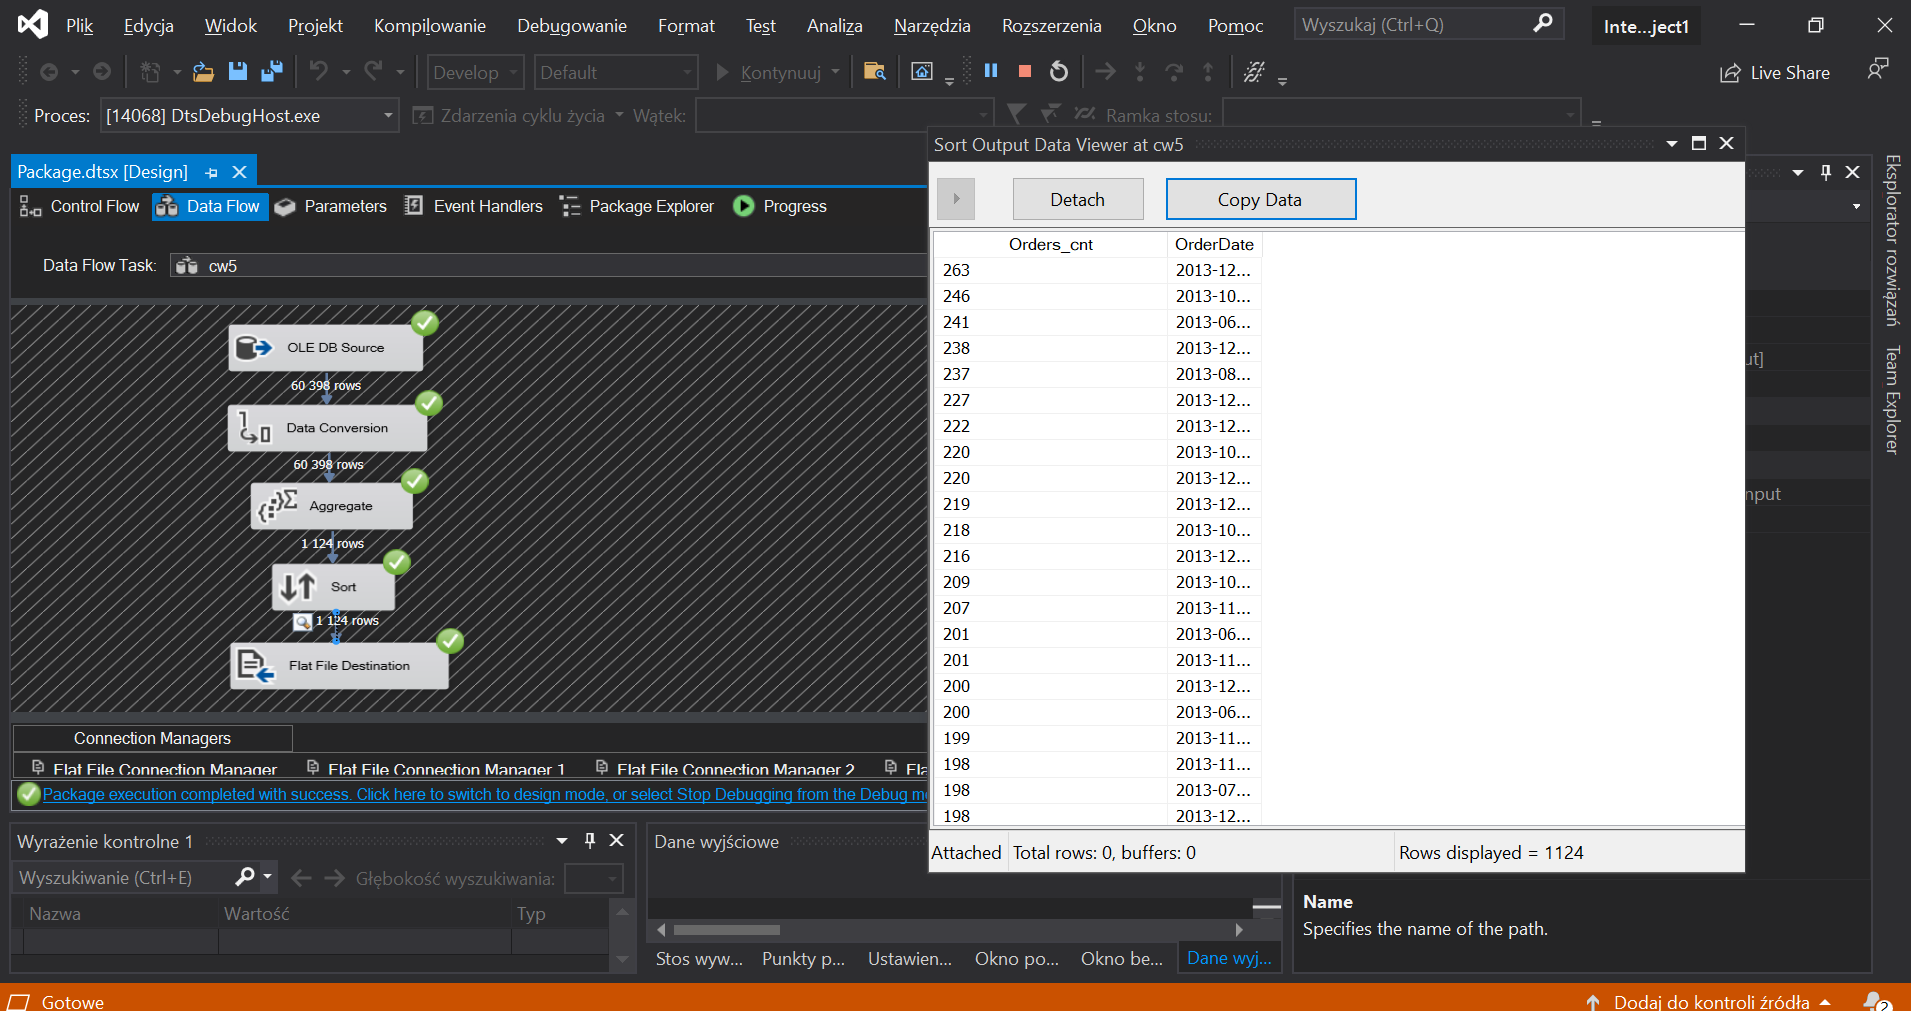 Plik Edycja Widok Projekt Kompilowanie Debugowanie Format Test Analiza Narzędzia Rozszerzenia Okno Pomoc Wyszukaj (Ctrl+Q) Inte...ject1
Develop Default Kontynuuj Live Share
Proces: [14068] DtsDebugHost.exe Zdarzenia cyklu życia Wątek: Ramka stosu:
Package.dtsx [Design]
Control Flow Data Flow Parameters Event Handlers Package Explorer Progress
Data Flow Task: cw5
OLE DB Source
60 398 rows
Data Conversion
60 398 rows
Aggregate
1 124 rows
Sort
1 124 rows
Flat File Destination
Connection Managers
Flat File Connection Manager Flat File Connection Manager 1 Flat File Connection Manager 2 Fla
Package execution completed with success. Click here to switch to design mode, or select Stop Debugging from the Debug m
Sort Output Data Viewer at cw5
Detach Copy Data
Orders_cnt OrderDate
263 2013-12...
246 2013-10...
241 2013-06...
238 2013-12...
237 2013-08...
227 2013-12...
222 2013-12...
220 2013-10...
220 2013-12...
219 2013-12...
218 2013-10...
216 2013-12...
209 2013-10...
207 2013-11...
201 2013-06...
201 2013-11...
200 2013-12...
200 2013-06...
199 2013-11...
198 2013-11...
198 2013-07...
198 2013-12...
Attached Total rows: 0, buffers: 0 Rows displayed = 1124
ut]
nput
Eksplorator rozwiązań
Team Explorer
Wyrażenie kontrolne 1
Wyszukiwanie (Ctrl+E) Głębokość wyszukiwania:
Nazwa Wartość Typ
Dane wyjściowe
Stos wyw... Punkty p... Ustawien... Okno po... Okno be... Dane wyj...
Name
Specifies the name of the path.
Gotowe Dodaj do kontroli źródła 2